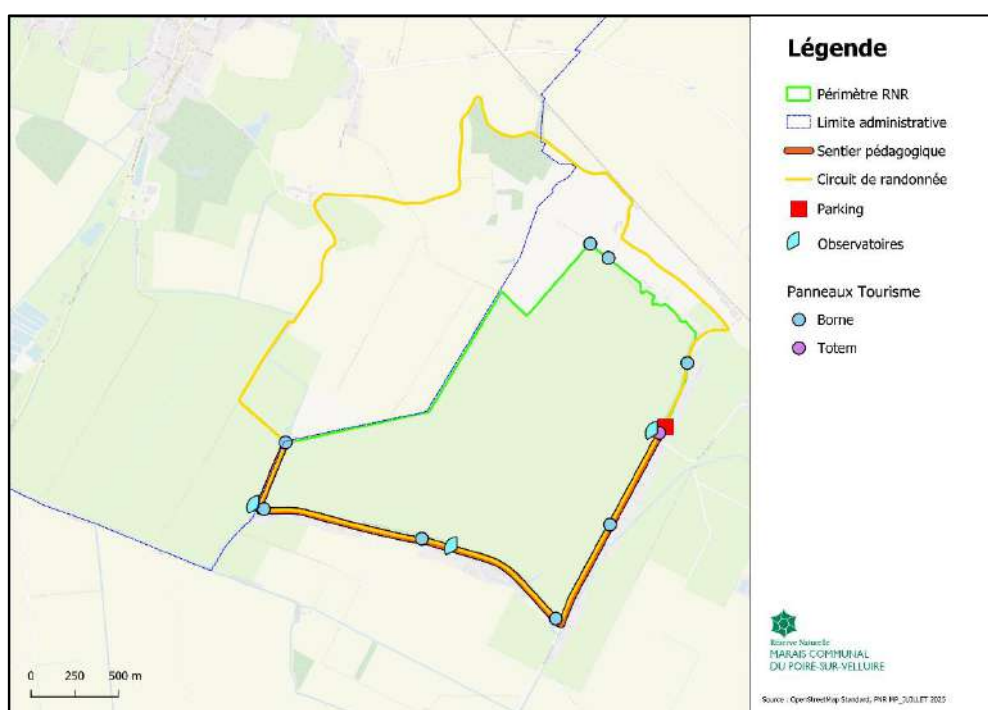 Légende
Périmètre RNR
Limite administrative
Sentier pédagogique
Circuit de randonnée
Parking
Observatoires
Panneaux Tourisme
Borne
Totem
0 250 500 m
Réserve Naturelle
MARAIS COMMUNAL
DU POIRÉ-SUR-VELLUIRE
Source : OpenStreetMap Standard, PNR MP_JUILLET 2025